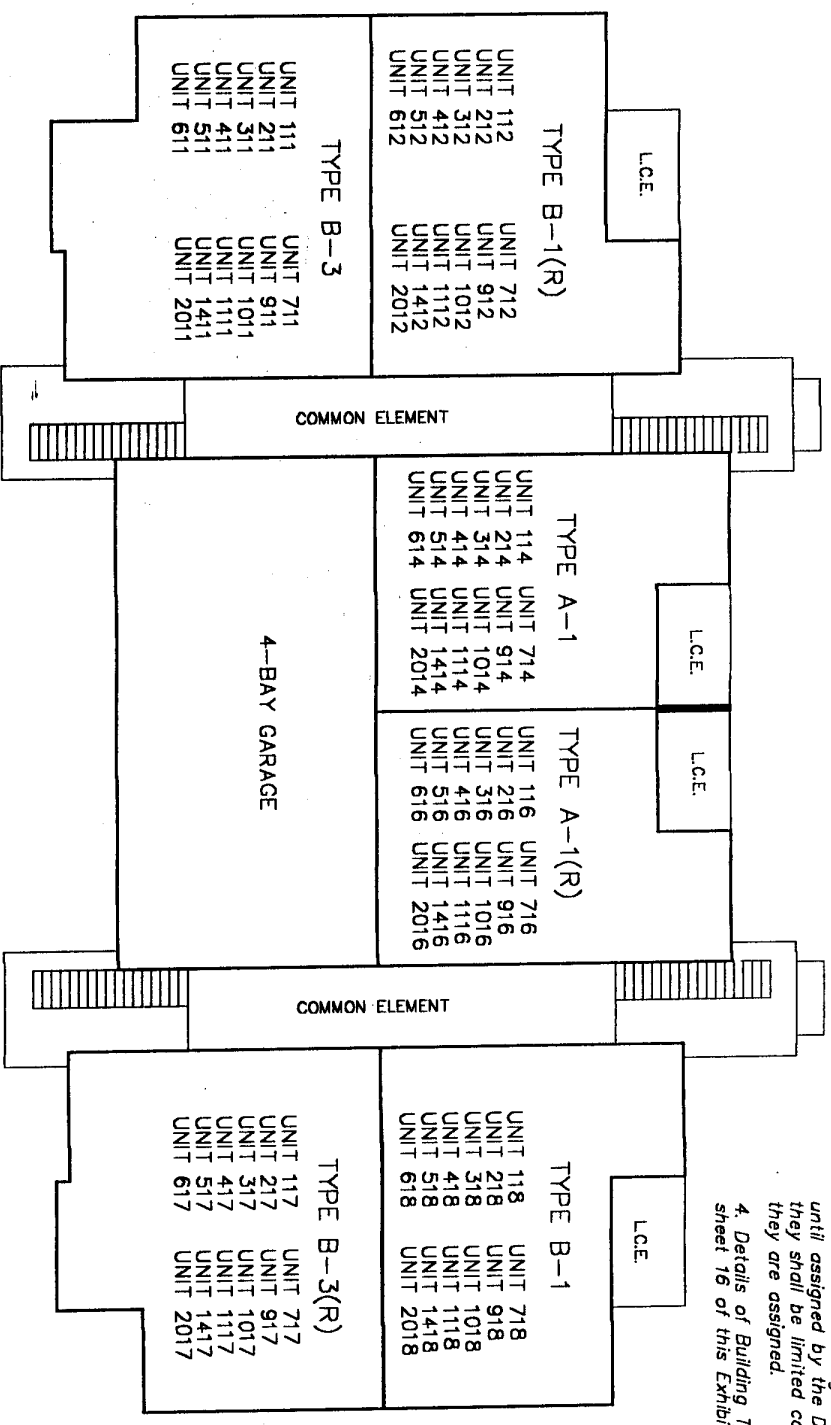 until assigned by the
they shall be limited
they are assigned.
4. Details of Building
sheet 16 of this
L.C.E.
TYPE B-1(R)
UNIT 112 UNIT 712
UNIT 212 UNIT 912
UNIT 312 UNIT 1012
UNIT 412 UNIT 1112
UNIT 512 UNIT 1412
UNIT 612 UNIT 2012
TYPE B-3
UNIT 111 UNIT 711
UNIT 211 UNIT 911
UNIT 311 UNIT 1011
UNIT 411 UNIT 1111
UNIT 511 UNIT 1411
UNIT 611 UNIT 2011
COMMON ELEMENT
L.C.E.
TYPE A-1
UNIT 114 UNIT 714
UNIT 214 UNIT 914
UNIT 314 UNIT 1014
UNIT 414 UNIT 1114
UNIT 514 UNIT 1414
UNIT 614 UNIT 2014
L.C.E.
TYPE A-1(R)
UNIT 116 UNIT 716
UNIT 216 UNIT 916
UNIT 316 UNIT 1016
UNIT 416 UNIT 1116
UNIT 516 UNIT 1416
UNIT 616 UNIT 2016
4-BAY GARAGE
COMMON ELEMENT
L.C.E.
TYPE B-1
UNIT 118 UNIT 718
UNIT 218 UNIT 918
UNIT 318 UNIT 1018
UNIT 418 UNIT 1118
UNIT 518 UNIT 1418
UNIT 618 UNIT 2018
TYPE B-3(R)
UNIT 117 UNIT 717
UNIT 217 UNIT 917
UNIT 317 UNIT 1017
UNIT 417 UNIT 1117
UNIT 517 UNIT 1417
UNIT 617 UNIT 2017